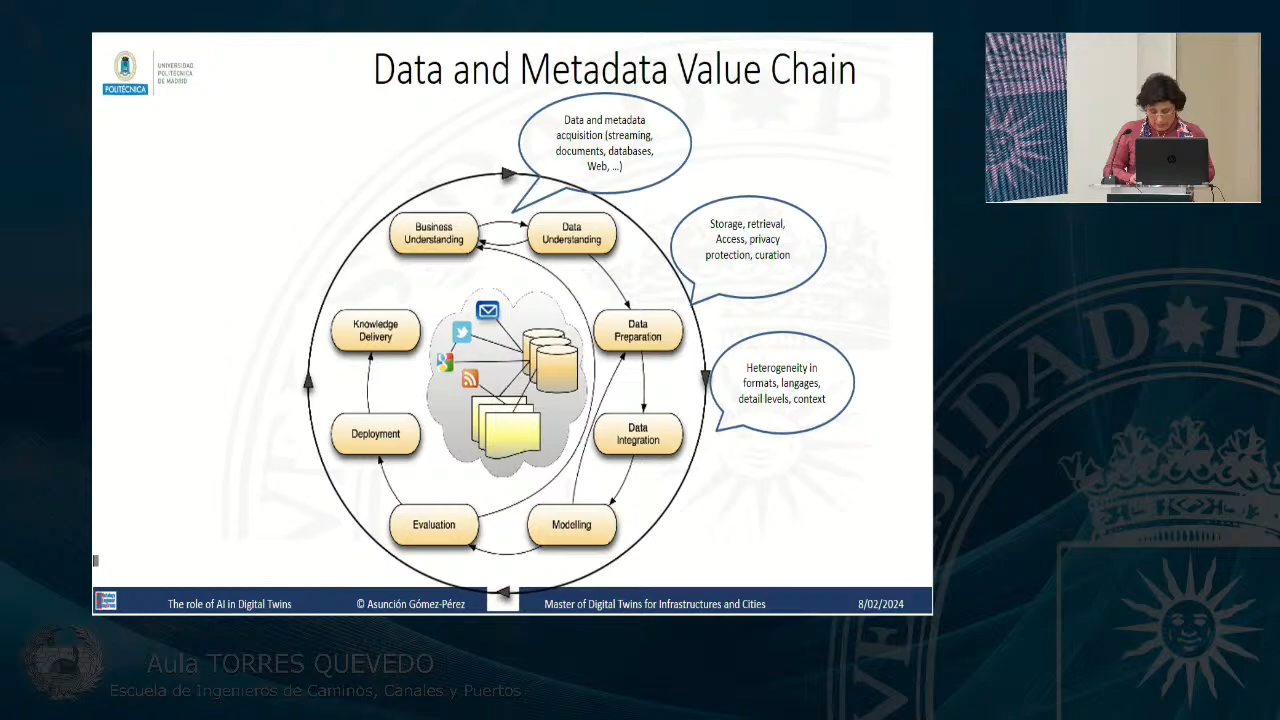 UNIVERSIDAD
POLITÉCNICA
DE MADRID
POLITÉCNICA
Data and Metadata Value Chain
Data and metadata
acquisition (streaming,
documents, databases,
Web, ...)
Storage, retrieval,
Access, privacy
protection, curation
Business
Understanding
Data
Understanding
Knowledge
Delivery
Data
Preparation
Heterogeneity in
formats, langages,
detail levels, context
Deployment
Data
Integration
Evaluation
Modelling
The role of AI in Digital Twins
© Asunción Gómez-Pérez
Master of Digital Twins for Infrastructures and Cities
8/02/2024
Aula TORRES QUEVEDO
Escuela de Ingenieros de Caminos, Canales y Puertos